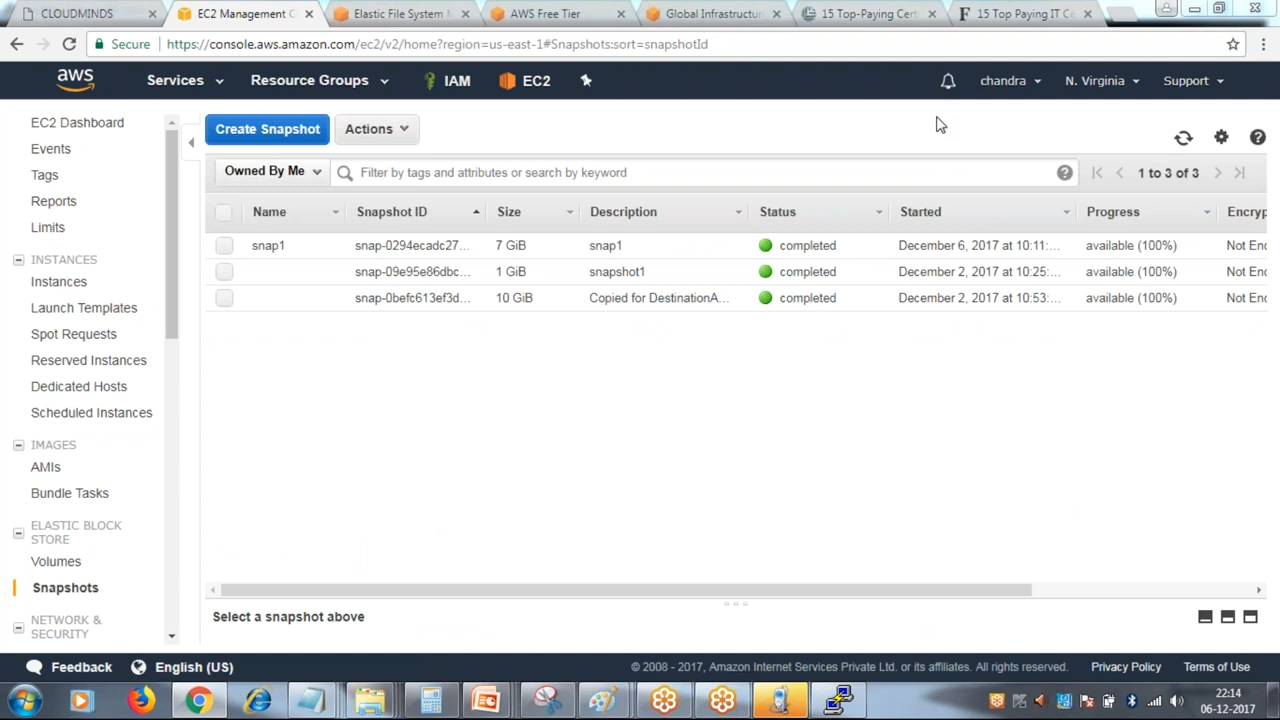 CLOUDMINDS
EC2 Management C
Elastic File System M
AWS Free Tier
Global Infrastructur
15 Top-Paying Cert
15 Top Paying IT Ce
Secure https://console.aws.amazon.com/ec2/v2/home?region=us-east-1#Snapshots:sort=snapshotId
aws Services Resource Groups IAM EC2 chandra N. Virginia Support
EC2 Dashboard
Events
Tags
Reports
Limits
INSTANCES
Instances
Launch Templates
Spot Requests
Reserved Instances
Dedicated Hosts
Scheduled Instances
IMAGES
AMIs
Bundle Tasks
ELASTIC BLOCK
STORE
Volumes
Snapshots
NETWORK &
SECURITY
Create Snapshot Actions
Owned By Me Filter by tags and attributes or search by keyword 1 to 3 of 3
Name Snapshot ID Size Description Status Started Progress Encryp
snap1 snap-0294ecadc27... 7 GiB snap1 completed December 6, 2017 at 10:11:... available (100%) Not Enc
snap-09e95e86dbc... 1 GiB snapshot1 completed December 2, 2017 at 10:25:... available (100%) Not Enc
snap-0befc613ef3d... 10 GiB Copied for DestinationA... completed December 2, 2017 at 10:53:... available (100%) Not Enc
Select a snapshot above
Feedback English (US) © 2008 - 2017, Amazon Internet Services Private Ltd. or its affiliates. All rights reserved. Privacy Policy Terms of Use
22:14
06-12-2017